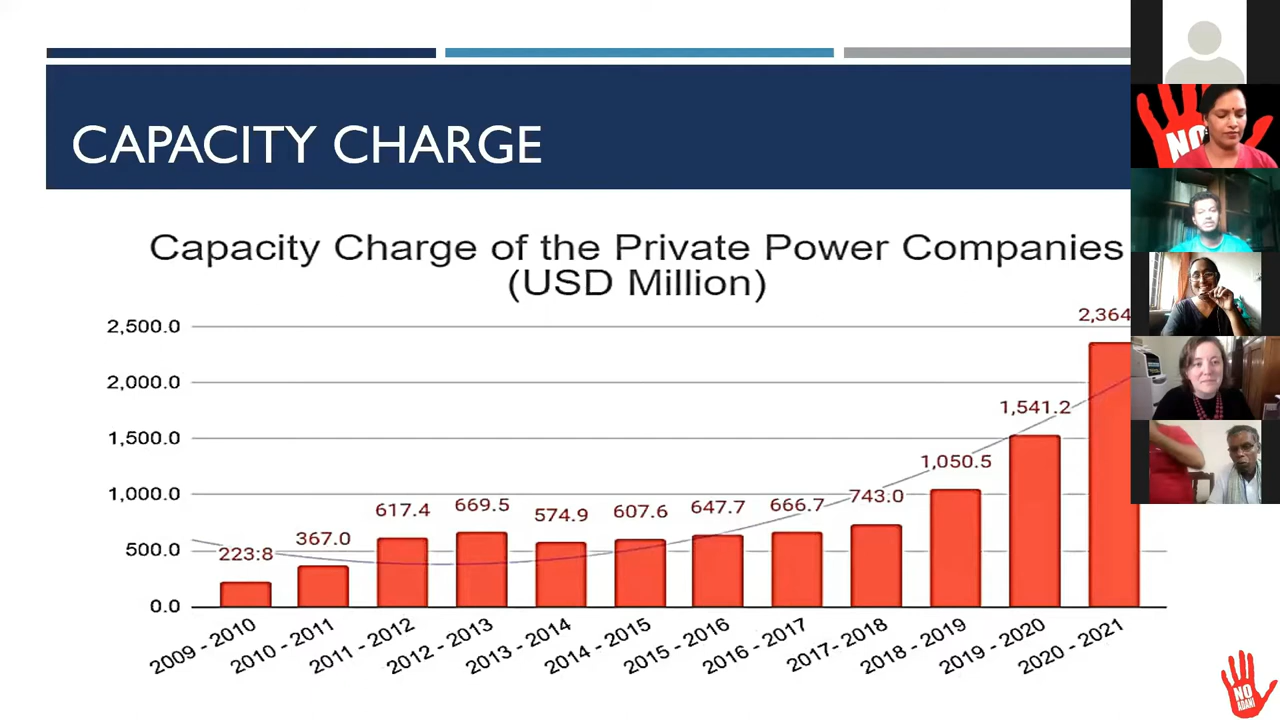 CAPACITY CHARGE
Capacity Charge of the Private Power Companies
(USD Million)
2,500.0
2,000.0
1,500.0
1,000.0
500.0
0.0
223.8
367.0
617.4
669.5
574.9
607.6
647.7
666.7
743.0
1,050.5
1,541.2
2,364
2009 - 2010
2010 - 2011
2011 - 2012
2012 - 2013
2013 - 2014
2014 - 2015
2015 - 2016
2016 - 2017
2017- 2018
2018 - 2019
2019 - 2020
2020 - 2021
NO
NO
ADANI